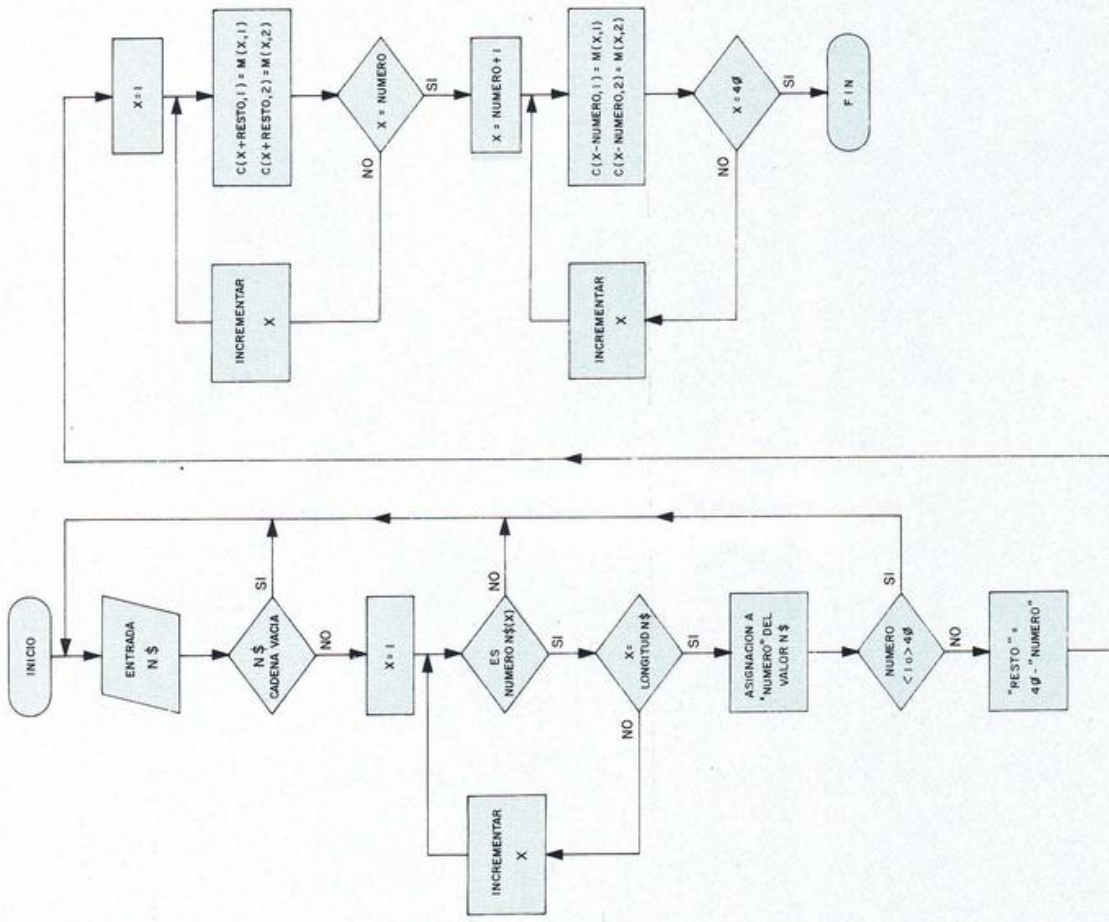 INICIO
ENTRADA
N $
N $
CADENA VACIA
SI
NO
X = 1
ES
NUMERO N$(X)
NO
SI
X =
LONGITUD N$
NO
SI
INCREMENTAR
X
ASIGNACION A
"NUMERO" DEL
VALOR N $
NUMERO
< 1 o > 4Ø
SI
NO
"RESTO" =
4Ø - "NUMERO"
X = 1
C(X+RESTO,1) = M(X,1)
C(X+RESTO,2) = M(X,2)
X = NUMERO
NO
SI
INCREMENTAR
X
X = NUMERO + 1
C(X-NUMERO,1) = M(X,1)
C(X-NUMERO,2) = M(X,2)
X = 4Ø
NO
SI
INCREMENTAR
X
FIN